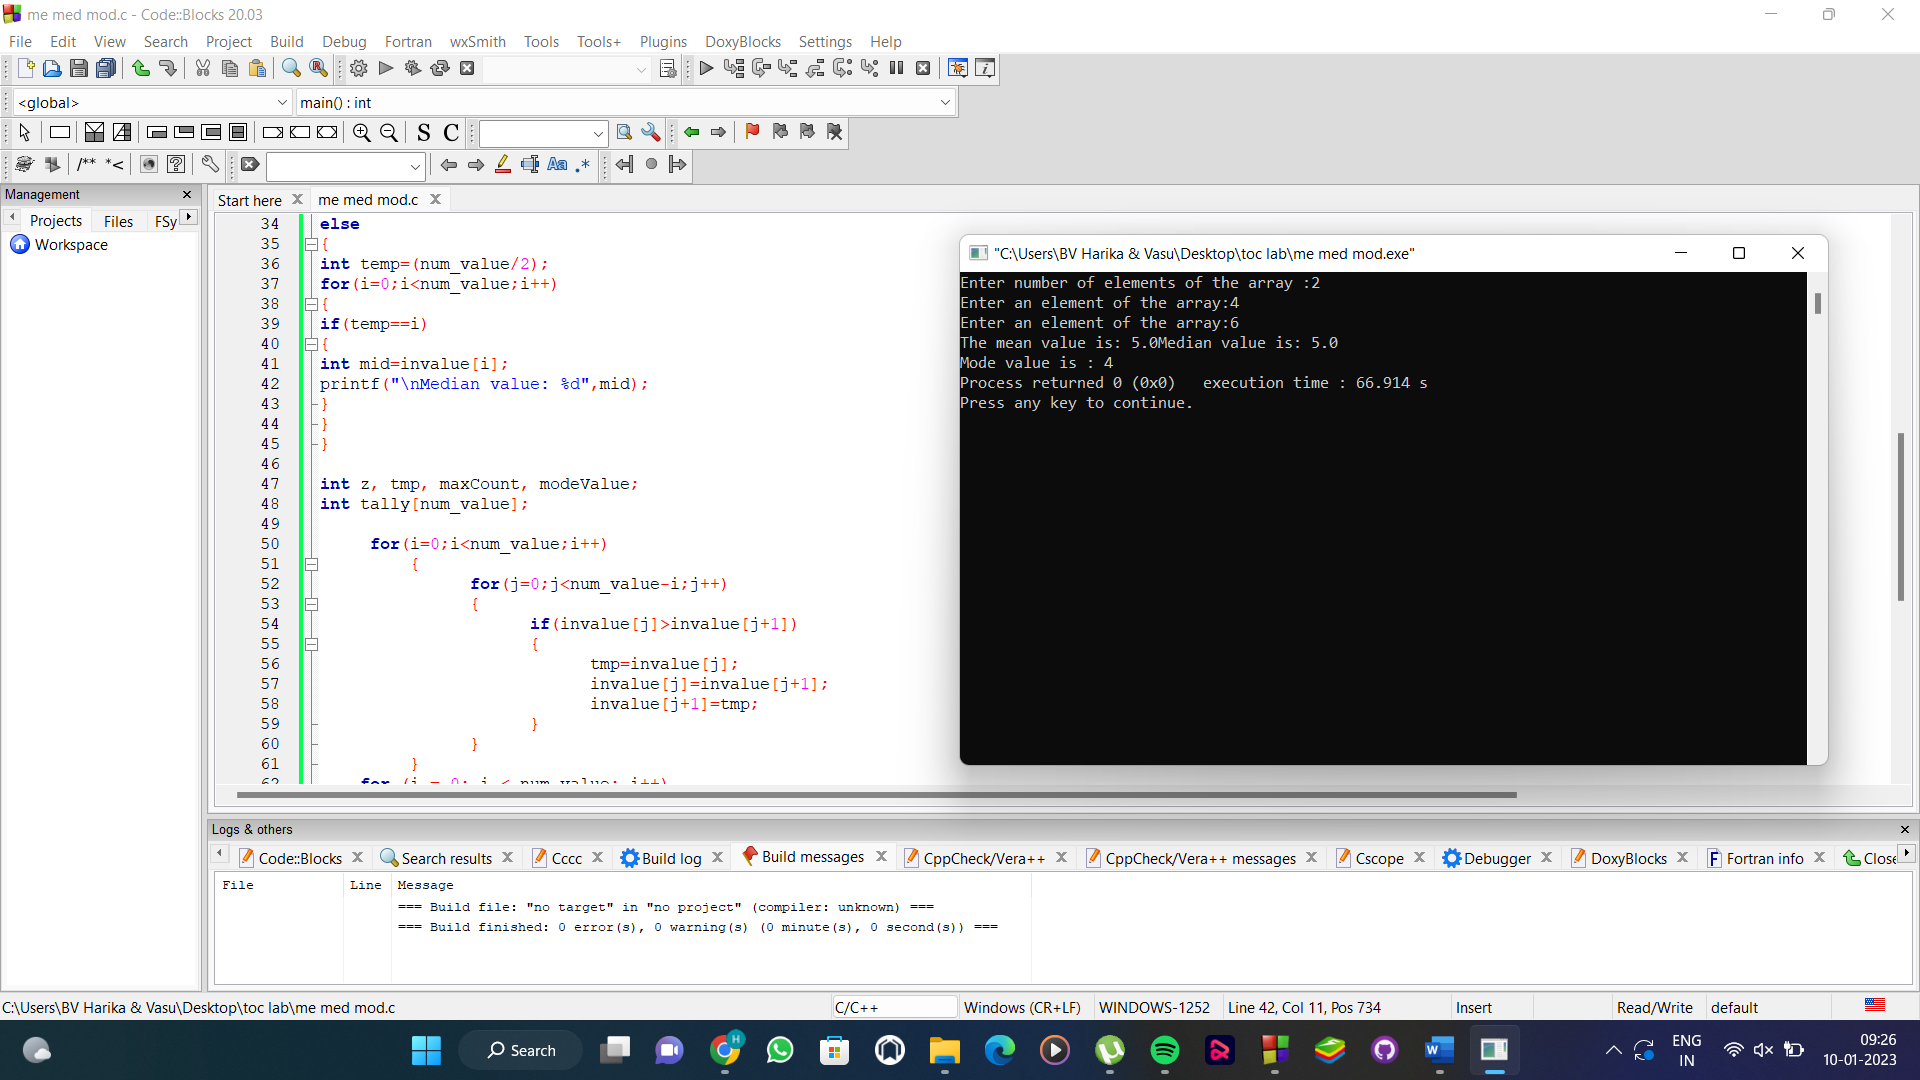 me med mod.c - Code::Blocks 20.03
File Edit View Search Project Build Debug Fortran wxSmith Tools Tools+ Plugins DoxyBlocks Settings Help
<global> main() : int
S C
/** *<
Aa .*
Management
Projects Files FSy
Workspace
Start here me med mod.c
34 else
35 {
36 int temp=(num_value/2);
37 for(i=0;i<num_value;i++)
38 {
39 if(temp==i)
40 {
41 int mid=invalue[i];
42 printf("\nMedian value: %d",mid);
43 }
44 }
45 }
46
47 int z, tmp, maxCount, modeValue;
48 int tally[num_value];
49
50 for(i=0;i<num_value;i++)
51 {
52 for(j=0;j<num_value-i;j++)
53 {
54 if(invalue[j]>invalue[j+1])
55 {
56 tmp=invalue[j];
57 invalue[j]=invalue[j+1];
58 invalue[j+1]=tmp;
59 }
60 }
61 }
62 for (i = 0; i < num_value; i++)
"C:\Users\BV Harika & Vasu\Desktop\toc lab\me med mod.exe"
Enter number of elements of the array :2
Enter an element of the array:4
Enter an element of the array:6
The mean value is: 5.0Median value is: 5.0
Mode value is : 4
Process returned 0 (0x0) execution time : 66.914 s
Press any key to continue.
Logs & others
Code::Blocks Search results Cccc Build log Build messages CppCheck/Vera++ CppCheck/Vera++ messages Cscope Debugger DoxyBlocks Fortran info Close
File Line Message
=== Build file: "no target" in "no project" (compiler: unknown) ===
=== Build finished: 0 error(s), 0 warning(s) (0 minute(s), 0 second(s)) ===
C:\Users\BV Harika & Vasu\Desktop\toc lab\me med mod.c C/C++ Windows (CR+LF) WINDOWS-1252 Line 42, Col 11, Pos 734 Insert Read/Write default
Search
H
ENG
IN
09:26
10-01-2023